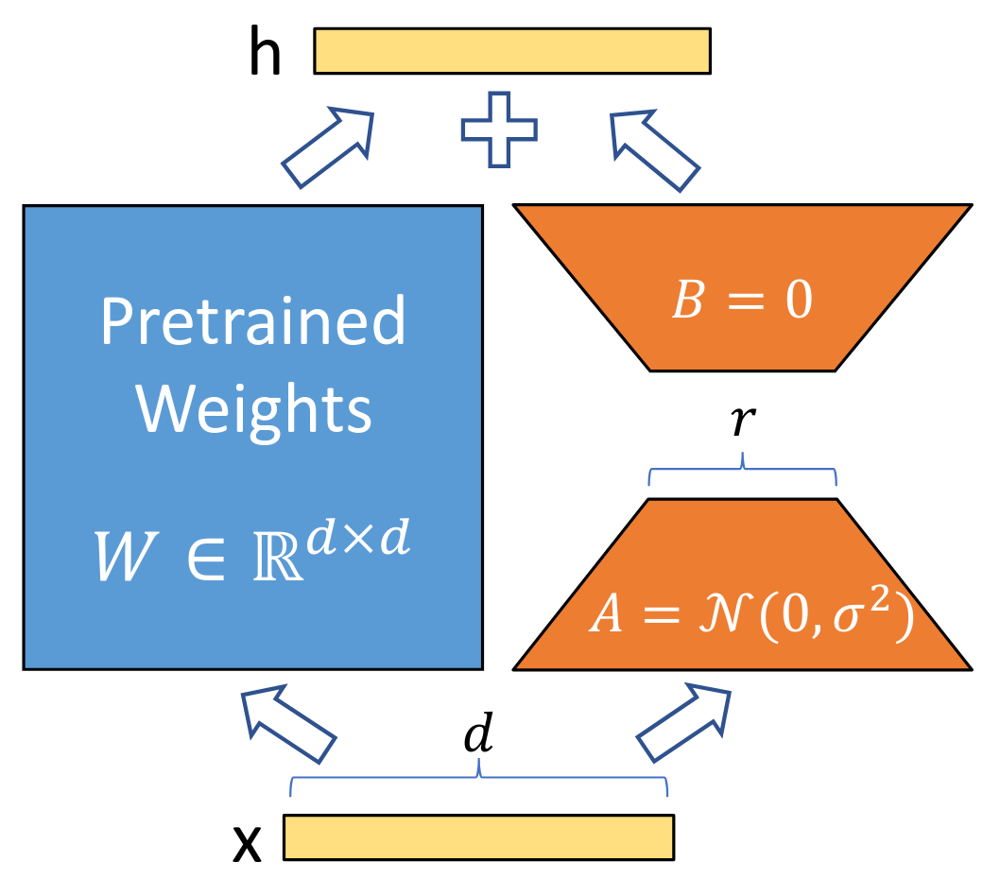 h
Pretrained
Weights
W ∈ ℝ^{d×d}
B = 0
r
A = 𝒩(0, σ²)
d
x